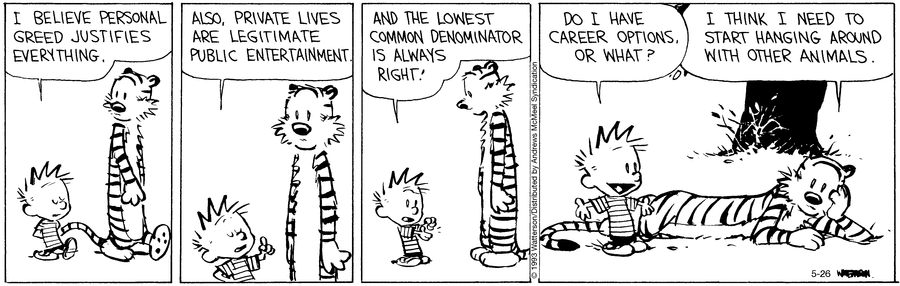 I BELIEVE PERSONAL
GREED JUSTIFIES
EVERYTHING.
ALSO, PRIVATE LIVES
ARE LEGITIMATE
PUBLIC ENTERTAINMENT.
AND THE LOWEST
COMMON DENOMINATOR
IS ALWAYS
RIGHT!
© 1993 Watterson/Distributed by Andrews McMeel Syndication
DO I HAVE
CAREER OPTIONS,
OR WHAT?
I THINK I NEED TO
START HANGING AROUND
WITH OTHER ANIMALS.
5-26 WATTERSON